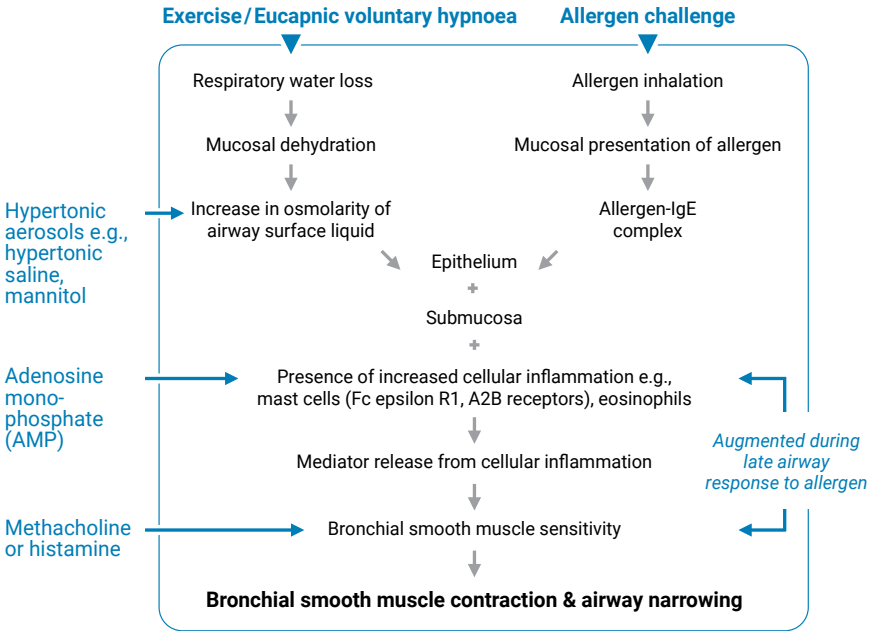 Exercise/Eucapnic voluntary hypnoea
Allergen challenge
Respiratory water loss
Allergen inhalation
Mucosal dehydration
Mucosal presentation of allergen
Hypertonic
aerosols e.g.,
hypertonic
saline,
mannitol
Increase in osmolarity of
airway surface liquid
Allergen-IgE
complex
Epithelium
+
Submucosa
+
Adenosine
mono-
phosphate
(AMP)
Presence of increased cellular inflammation e.g.,
mast cells (Fc epsilon R1, A2B receptors), eosinophils
Augmented during
late airway
response to allergen
Mediator release from cellular inflammation
Methacholine
or histamine
Bronchial smooth muscle sensitivity
Bronchial smooth muscle contraction & airway narrowing